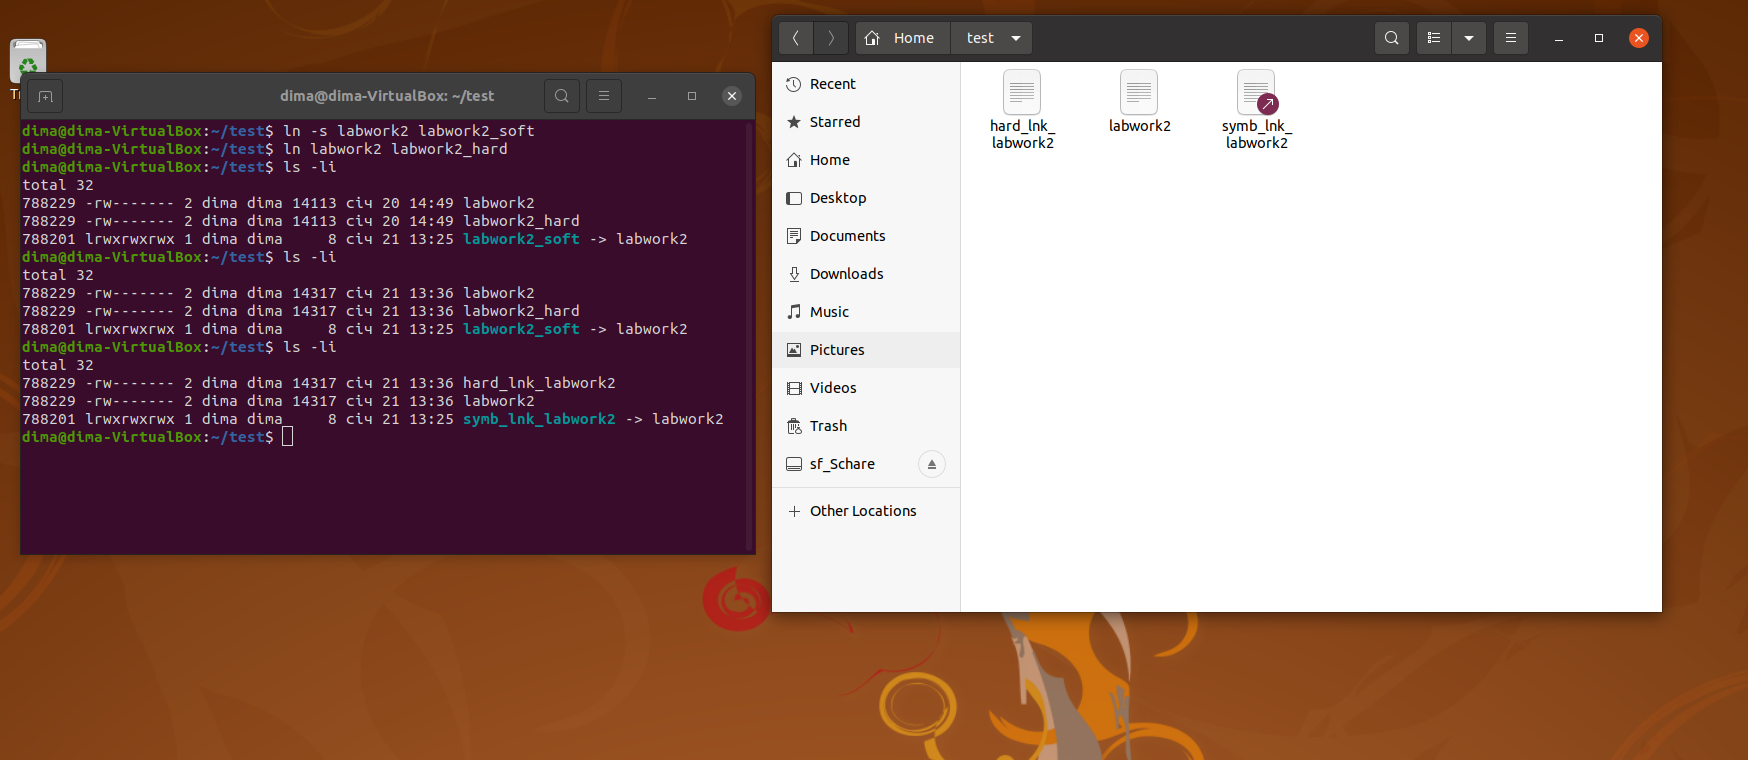 dima@dima-VirtualBox: ~/test
dima@dima-VirtualBox:~/test$ ln -s labwork2 labwork2_soft
dima@dima-VirtualBox:~/test$ ln labwork2 labwork2_hard
dima@dima-VirtualBox:~/test$ ls -li
total 32
788229 -rw------- 2 dima dima 14113 січ 20 14:49 labwork2
788229 -rw------- 2 dima dima 14113 січ 20 14:49 labwork2_hard
788201 lrwxrwxrwx 1 dima dima     8 січ 21 13:25 labwork2_soft -> labwork2
dima@dima-VirtualBox:~/test$ ls -li
total 32
788229 -rw------- 2 dima dima 14317 січ 21 13:36 labwork2
788229 -rw------- 2 dima dima 14317 січ 21 13:36 labwork2_hard
788201 lrwxrwxrwx 1 dima dima     8 січ 21 13:25 labwork2_soft -> labwork2
dima@dima-VirtualBox:~/test$ ls -li
total 32
788229 -rw------- 2 dima dima 14317 січ 21 13:36 hard_lnk_labwork2
788229 -rw------- 2 dima dima 14317 січ 21 13:36 labwork2
788201 lrwxrwxrwx 1 dima dima     8 січ 21 13:25 symb_lnk_labwork2 -> labwork2
dima@dima-VirtualBox:~/test$
Home test
Recent
Starred
Home
Desktop
Documents
Downloads
Music
Pictures
Videos
Trash
sf_Schare
Other Locations
hard_lnk_
labwork2
labwork2
symb_lnk_
labwork2